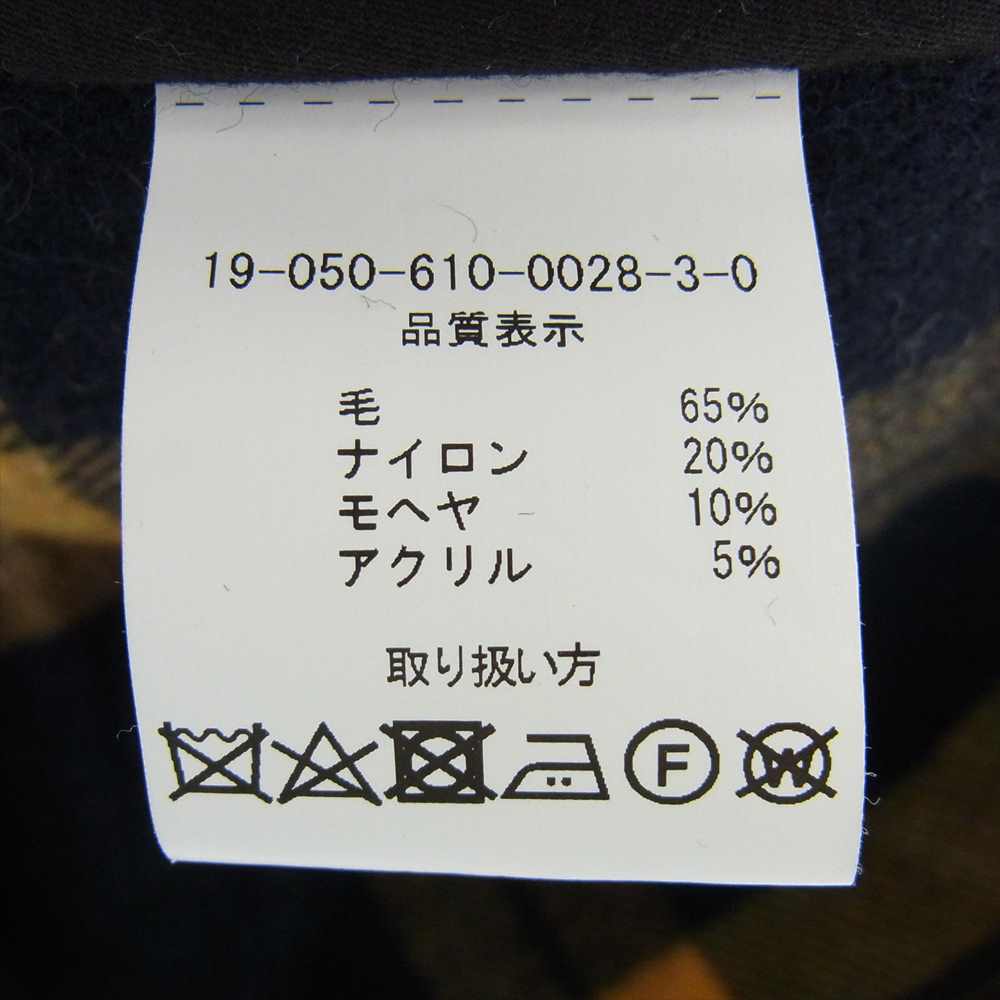 19-050-610-0028-3-0
品質表示
毛 65%
ナイロン 20%
モヘヤ 10%
アクリル 5%
取り扱い方
F W